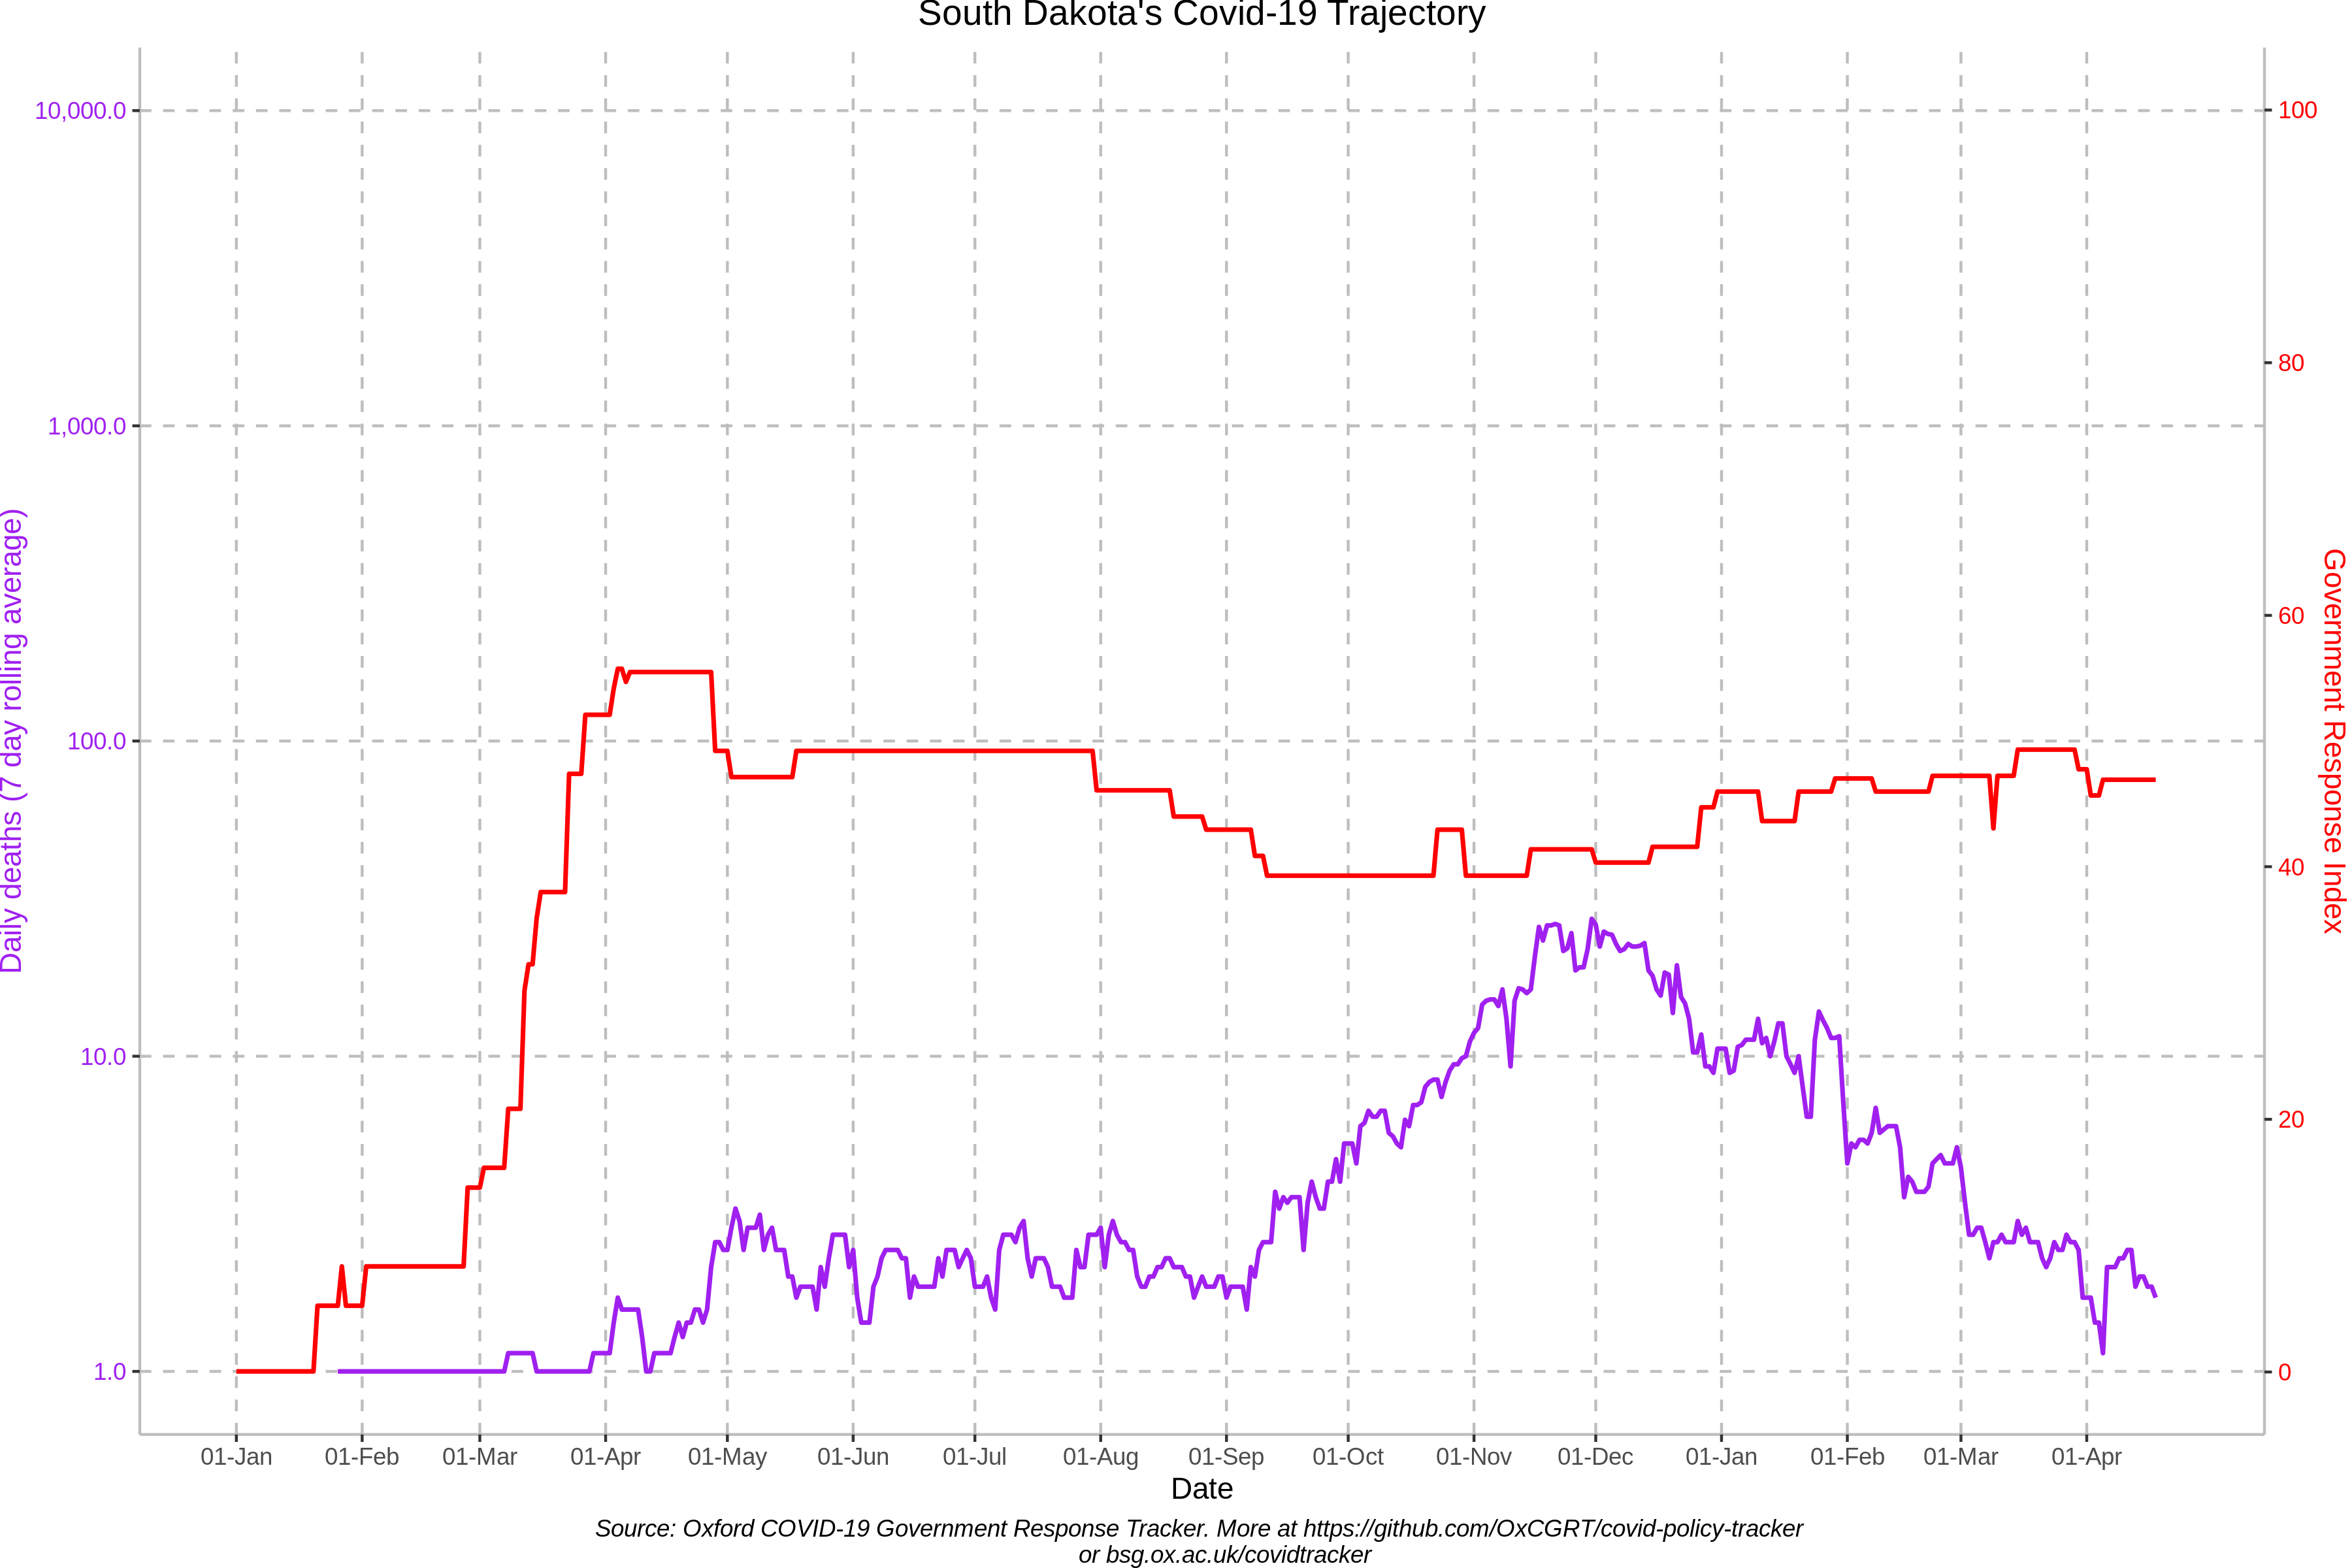 South Dakota's Covid-19 Trajectory
10,000.0
1,000.0
100.0
10.0
1.0
Daily deaths (7 day rolling average)
100
80
60
40
20
0
Government Response Index
01-Jan 01-Feb 01-Mar 01-Apr 01-May 01-Jun 01-Jul 01-Aug 01-Sep 01-Oct 01-Nov 01-Dec 01-Jan 01-Feb 01-Mar 01-Apr
Date
Source: Oxford COVID-19 Government Response Tracker. More at https://github.com/OxCGRT/covid-policy-tracker
or bsg.ox.ac.uk/covidtracker